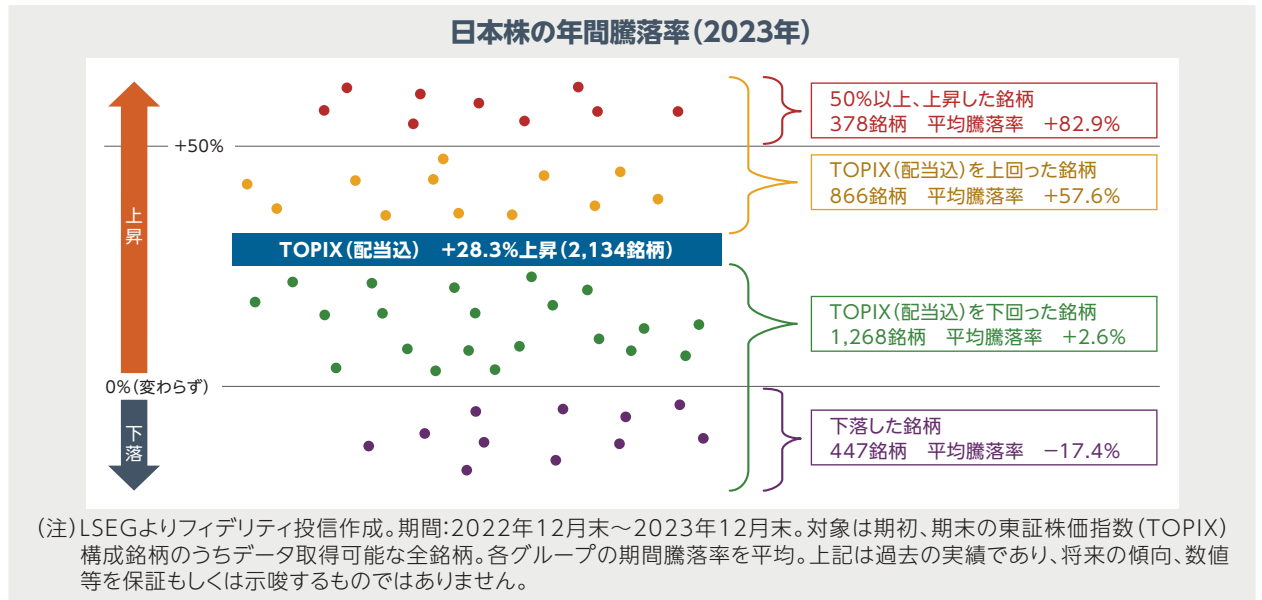 日本株の年間騰落率（2023年）
上昇
+50%
0%（変わらず）
下落
TOPIX（配当込）　+28.3%上昇（2,134銘柄）
50%以上、上昇した銘柄
378銘柄　平均騰落率　+82.9%
TOPIX（配当込）を上回った銘柄
866銘柄　平均騰落率　+57.6%
TOPIX（配当込）を下回った銘柄
1,268銘柄　平均騰落率　+2.6%
下落した銘柄
447銘柄　平均騰落率　−17.4%
（注）LSEGよりフィデリティ投信作成。期間：2022年12月末～2023年12月末。対象は期初、期末の東証株価指数（TOPIX）
構成銘柄のうちデータ取得可能な全銘柄。各グループの期間騰落率を平均。上記は過去の実績であり、将来の傾向、数値
等を保証もしくは示唆するものではありません。